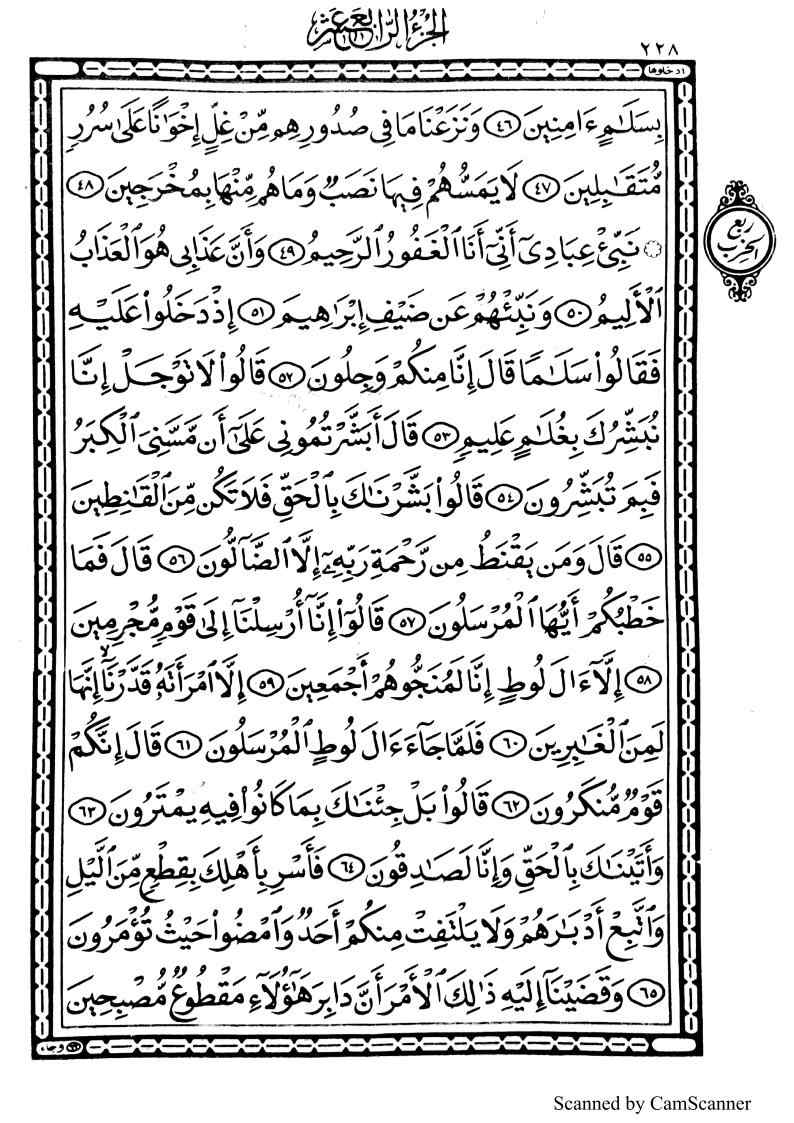 الجزء الرابع عشر
٢٢٨
ادخلوها
بِسَلَٰمٍ ءَامِنِينَ ٤٦ وَنَزَعْنَا مَا فِى صُدُورِهِم مِّنْ غِلٍّ إِخْوَٰنًا عَلَىٰ سُرُرٍ
مُّتَقَٰبِلِينَ ٤٧ لَا يَمَسُّهُمْ فِيهَا نَصَبٌ وَمَا هُم مِّنْهَا بِمُخْرَجِينَ ٤٨
۞ نَبِّئْ عِبَادِىٓ أَنِّىٓ أَنَا ٱلْغَفُورُ ٱلرَّحِيمُ ٤٩ وَأَنَّ عَذَابِى هُوَ ٱلْعَذَابُ
ربع الحزب
ٱلْأَلِيمُ ٥٠ وَنَبِّئْهُمْ عَن ضَيْفِ إِبْرَاهِيمَ ٥١ إِذْ دَخَلُوا۟ عَلَيْهِ
فَقَالُوا۟ سَلَٰمًا قَالَ إِنَّا مِنكُمْ وَجِلُونَ ٥٢ قَالُوا۟ لَا تَوْجَلْ إِنَّا
نُبَشِّرُكَ بِغُلَٰمٍ عَلِيمٍ ٥٣ قَالَ أَبَشَّرْتُمُونِى عَلَىٰٓ أَن مَّسَّنِىَ ٱلْكِبَرُ
فَبِمَ تُبَشِّرُونَ ٥٤ قَالُوا۟ بَشَّرْنَٰكَ بِٱلْحَقِّ فَلَا تَكُن مِّنَ ٱلْقَٰنِطِينَ
٥٥ قَالَ وَمَن يَقْنَطُ مِن رَّحْمَةِ رَبِّهِۦٓ إِلَّا ٱلضَّآلُّونَ ٥٦ قَالَ فَمَا
خَطْبُكُمْ أَيُّهَا ٱلْمُرْسَلُونَ ٥٧ قَالُوٓا۟ إِنَّآ أُرْسِلْنَآ إِلَىٰ قَوْمٍ مُّجْرِمِينَ
٥٨ إِلَّآ ءَالَ لُوطٍ إِنَّا لَمُنَجُّوهُمْ أَجْمَعِينَ ٥٩ إِلَّا ٱمْرَأَتَهُۥ قَدَّرْنَآ إِنَّهَا
لَمِنَ ٱلْغَٰبِرِينَ ٦٠ فَلَمَّا جَآءَ ءَالَ لُوطٍ ٱلْمُرْسَلُونَ ٦١ قَالَ إِنَّكُمْ
قَوْمٌ مُّنكَرُونَ ٦٢ قَالُوا۟ بَلْ جِئْنَٰكَ بِمَا كَانُوا۟ فِيهِ يَمْتَرُونَ ٦٣
وَأَتَيْنَٰكَ بِٱلْحَقِّ وَإِنَّا لَصَٰدِقُونَ ٦٤ فَأَسْرِ بِأَهْلِكَ بِقِطْعٍ مِّنَ ٱلَّيْلِ
وَٱتَّبِعْ أَدْبَٰرَهُمْ وَلَا يَلْتَفِتْ مِنكُمْ أَحَدٌ وَٱمْضُوا۟ حَيْثُ تُؤْمَرُونَ
٦٥ وَقَضَيْنَآ إِلَيْهِ ذَٰلِكَ ٱلْأَمْرَ أَنَّ دَابِرَ هَٰٓؤُلَآءِ مَقْطُوعٌ مُّصْبِحِينَ
٦٦ وجاء
Scanned by CamScanner